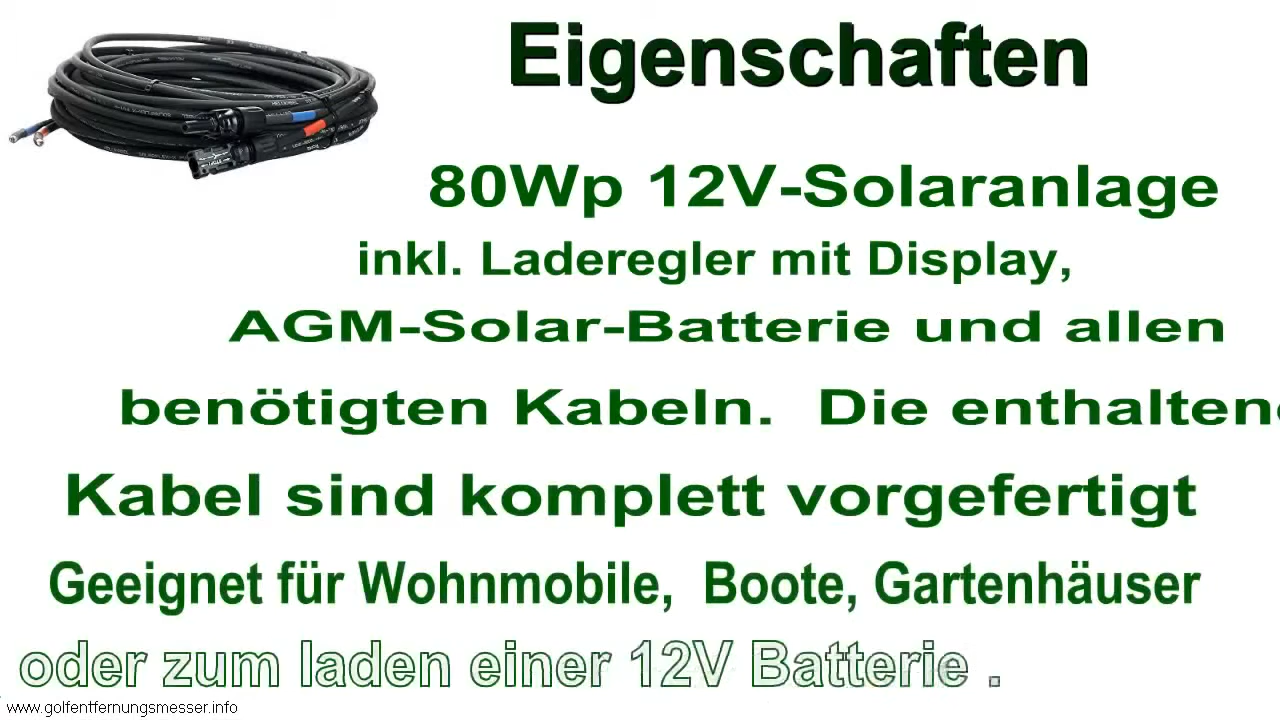 Eigenschaften
80Wp 12V-Solaranlage
inkl. Laderegler mit Display,
AGM-Solar-Batterie und allen
benötigten Kabeln. Die enthaltene
Kabel sind komplett vorgefertigt
Geeignet für Wohnmobile, Boote, Gartenhäuser
oder zum laden einer 12V Batterie .
www.golfentfernungsmesser.info